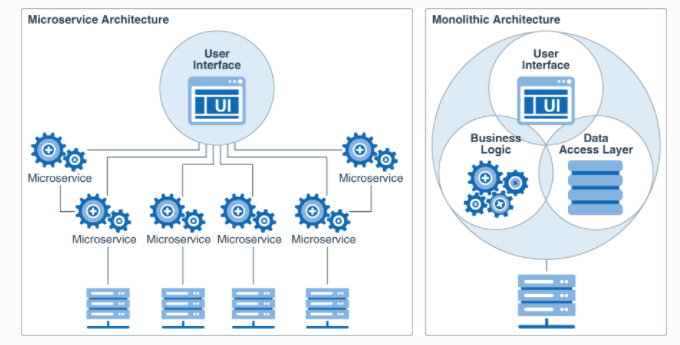 Microservice Architecture
User
Interface
UI
Microservice
Microservice
Microservice
Microservice
Microservice
Microservice
Monolithic Architecture
User
Interface
UI
Business
Logic
Data
Access Layer